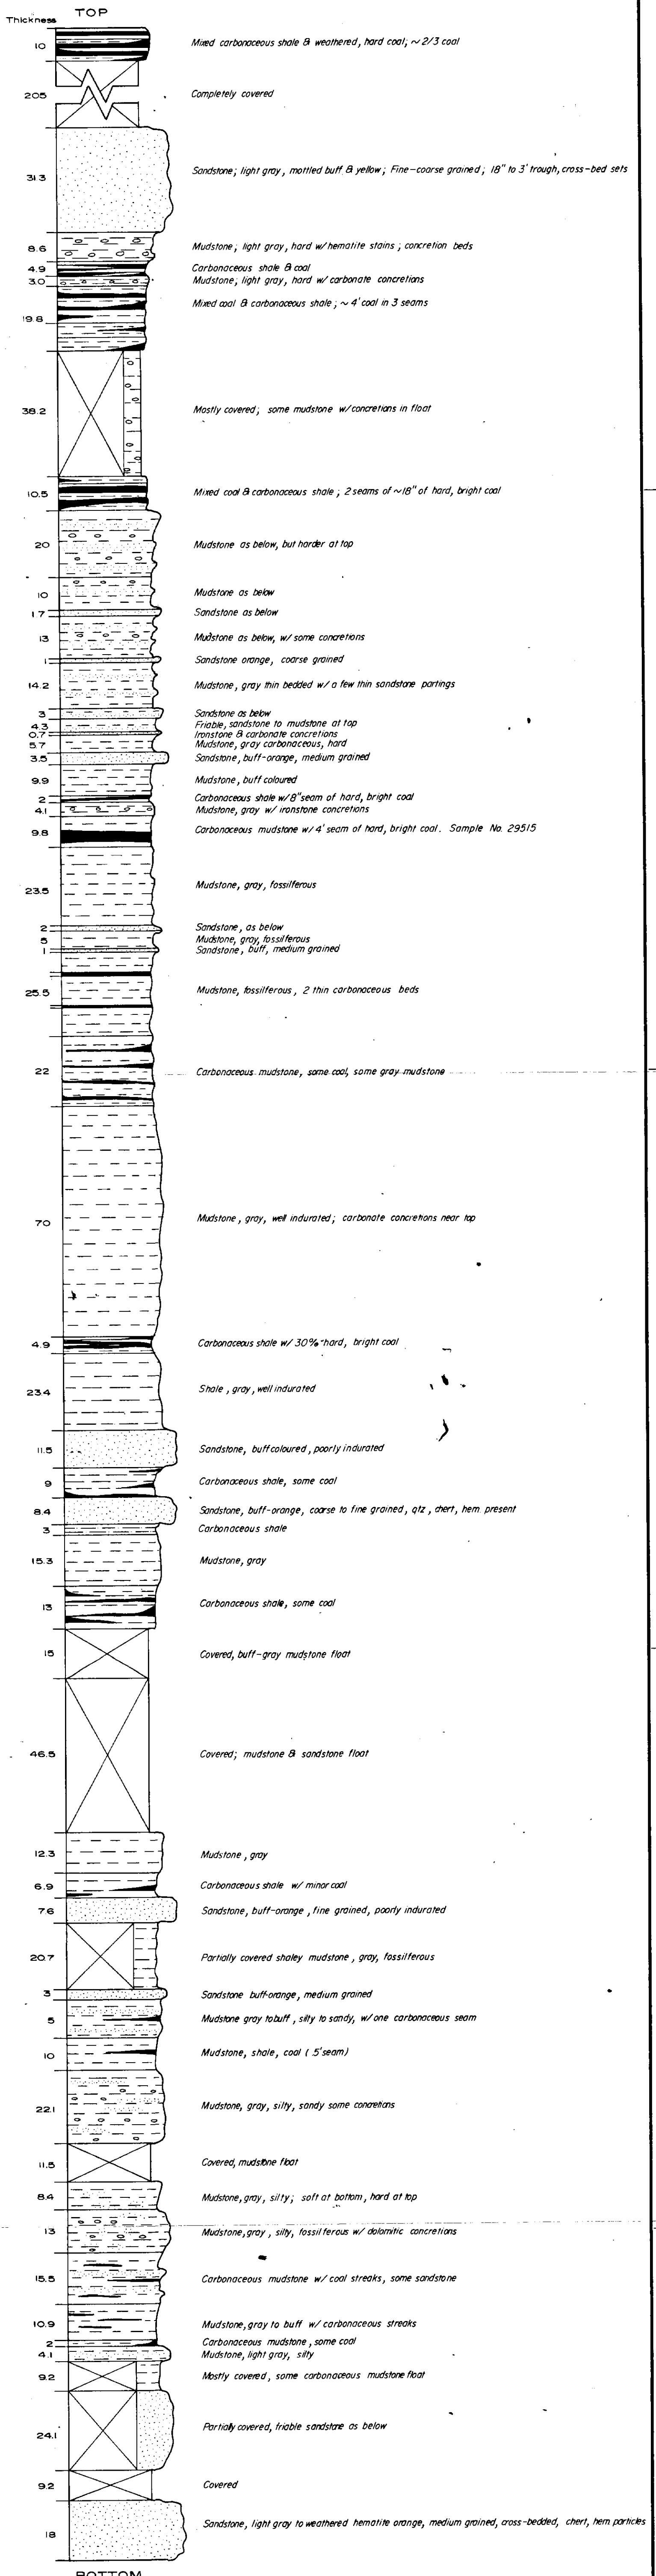 TOP
Thickness
10 Mixed carbonaceous shale & weathered, hard coal; ~ 2/3 coal
205 Completely covered
31.3 Sandstone; light gray, mottled buff & yellow; Fine-coarse grained; 18" to 3' trough, cross-bed sets
8.6 Mudstone; light gray, hard w/hematite stains; concretion beds
4.9 Carbonaceous shale & coal
3.0 Mudstone; light gray, hard w/carbonate concretions
19.8 Mixed coal & carbonaceous shale; ~ 4' coal in 3 seams
38.2 Mostly covered; some mudstone w/concretions in float
10.5 Mixed coal & carbonaceous shale; 2 seams of ~18" of hard, bright coal
20 Mudstone as below, but harder at top
10 Mudstone as below
1.7 Sandstone as below
13 Mudstone as below, w/some concretions
1 Sandstone orange, coarse grained
14.2 Mudstone, gray thin bedded w/a few thin sandstone partings
3 Sandstone as below
4.3 Friable, sandstone to mudstone at top
0.7 Ironstone & carbonate concretions
5.7 Mudstone, gray carbonaceous, hard
3.5 Sandstone, buff-orange, medium grained
9.9 Mudstone, buff coloured
2 Carbonaceous shale w/8" seam of hard, bright coal
4.1 Mudstone, gray w/ ironstone concretions
9.8 Carbonaceous mudstone w/ 4' seam of hard, bright coal. Sample No. 29515
23.5 Mudstone, gray, fossilferous
2 Sandstone, as below
5 Mudstone, gray, fossilferous
1 Sandstone, buff, medium grained
25.5 Mudstone, fossilferous, 2 thin carbonaceous beds
22 Carbonaceous mudstone, some coal, some gray mudstone
70 Mudstone, gray, well indurated; carbonate concretions near top
4.9 Carbonaceous shale w/ 30% hard, bright coal
23.4 Shale, gray, well indurated
11.5 Sandstone, buff coloured, poorly indurated
9 Carbonaceous shale, some coal
8.4 Sandstone, buff-orange, coarse to fine grained, qtz, chert, hem. present
3 Carbonaceous shale
15.3 Mudstone, gray
13 Carbonaceous shale, some coal
15 Covered, buff-gray mudstone float
46.5 Covered; mudstone & sandstone float
12.3 Mudstone, gray
6.9 Carbonaceous shale w/ minor coal
7.6 Sandstone, buff-orange, fine grained, poorly indurated
20.7 Partially covered shaley mudstone, gray, fossilferous
3 Sandstone buff-orange, medium grained
5 Mudstone gray to buff, silty to sandy, w/one carbonaceous seam
10 Mudstone, shale, coal (.5' seam)
22.1 Mudstone, gray, silty, sandy some concretions
11.5 Covered, mudstone float
8.4 Mudstone, gray, silty; soft at bottom, hard at top
13 Mudstone, gray, silty, fossilferous w/ dolomitic concretions
15.5 Carbonaceous mudstone w/ coal streaks, some sandstone
10.9 Mudstone, gray to buff w/ carbonaceous streaks
2 Carbonaceous mudstone, some coal
4.1 Mudstone, light gray, silty
9.2 Mostly covered, some carbonaceous mudstone float
24.1 Partially covered, friable sandstone as below
9.2 Covered
18 Sandstone, light gray to weathered hematite orange, medium grained, cross-bedded, chert, hem particles
BOTTOM